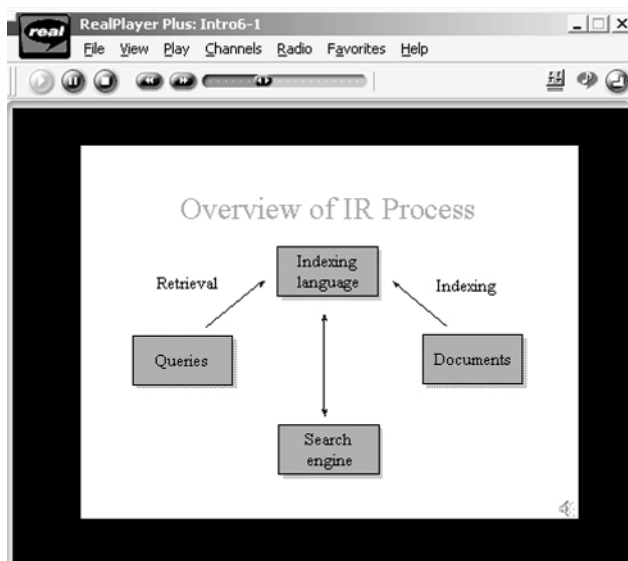 real
RealPlayer Plus: Intro6-1
File View Play Channels Radio Favorites Help
Overview of IR Process
Indexing
language
Retrieval
Indexing
Queries
Documents
Search
engine